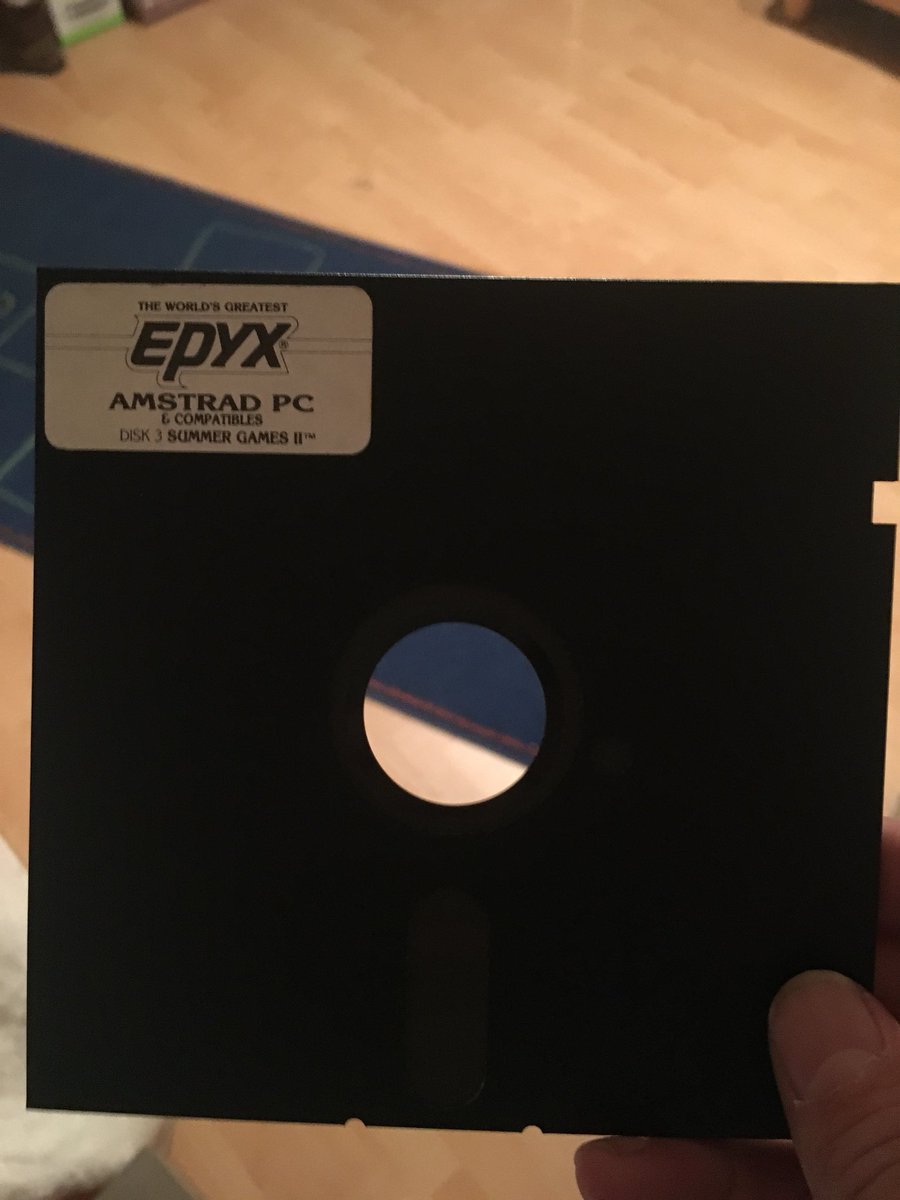 THE WORLD'S GREATEST
EPYX®
AMSTRAD PC
& COMPATIBLES
DISK 3 SUMMER GAMES II™